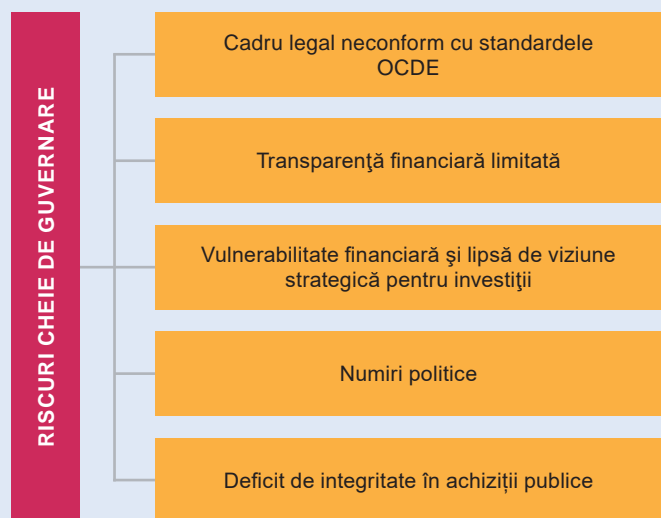 RISCURI CHEIE DE GUVERNARE
Cadru legal neconform cu standardele
OCDE
Transparenţă financiară limitată
Vulnerabilitate financiară şi lipsă de viziune
strategică pentru investiţii
Numiri politice
Deficit de integritate în achiziții publice